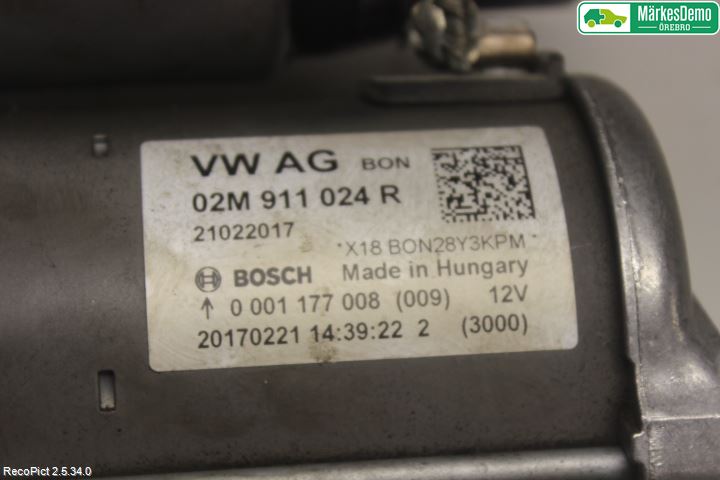 MärkesDemo
ÖREBRO
VW AG BON
02M 911 024 R
21022017
*X18 BON28Y3KPM*
BOSCH Made in Hungary
↑ 0 001 177 008 (009) 12V
20170221 14:39:22 2 (3000)
RecoPict 2.5.34.0